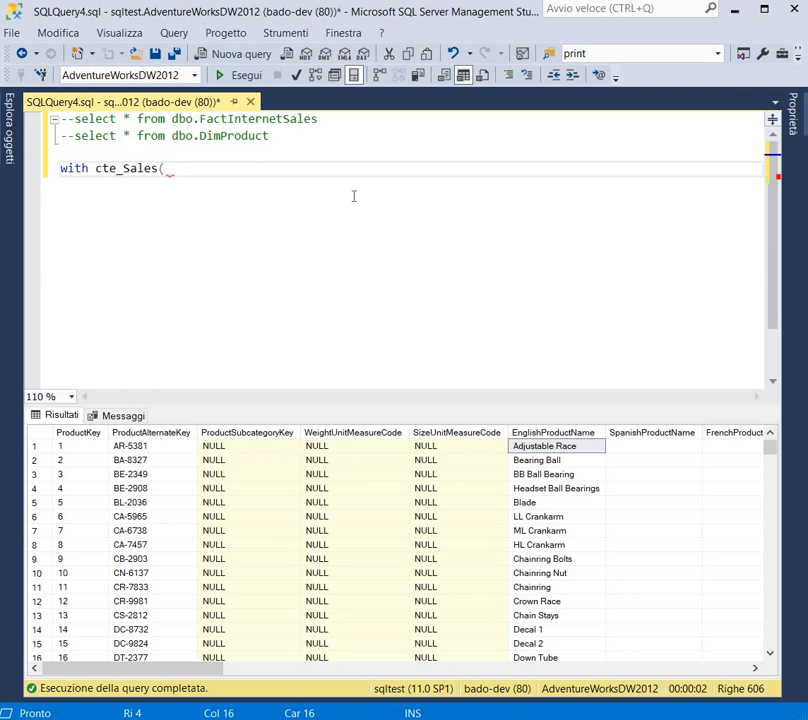 SQLQuery4.sql - sqltest.AdventureWorksDW2012 (bado-dev (80))* - Microsoft SQL Server Management Stu...
Avvio veloce (CTRL+Q)
File Modifica Visualizza Query Progetto Strumenti Finestra ?
Nuova query MDX DMX XMLA DAX print
AdventureWorksDW2012 Esegui
Esplora oggetti
SQLQuery4.sql - sq...012 (bado-dev (80))*
Proprietà
--select * from dbo.FactInternetSales
--select * from dbo.DimProduct
with cte_Sales(
110 %
Risultati Messaggi
ProductKey ProductAlternateKey ProductSubcategoryKey WeightUnitMeasureCode SizeUnitMeasureCode EnglishProductName SpanishProductName FrenchProduct
1 1 AR-5381 NULL NULL NULL Adjustable Race
2 2 BA-8327 NULL NULL NULL Bearing Ball
3 3 BE-2349 NULL NULL NULL BB Ball Bearing
4 4 BE-2908 NULL NULL NULL Headset Ball Bearings
5 5 BL-2036 NULL NULL NULL Blade
6 6 CA-5965 NULL NULL NULL LL Crankarm
7 7 CA-6738 NULL NULL NULL ML Crankarm
8 8 CA-7457 NULL NULL NULL HL Crankarm
9 9 CB-2903 NULL NULL NULL Chainring Bolts
10 10 CN-6137 NULL NULL NULL Chainring Nut
11 11 CR-7833 NULL NULL NULL Chainring
12 12 CR-9981 NULL NULL NULL Crown Race
13 13 CS-2812 NULL NULL NULL Chain Stays
14 14 DC-8732 NULL NULL NULL Decal 1
15 15 DC-9824 NULL NULL NULL Decal 2
16 16 DT-2377 NULL NULL NULL Down Tube
Esecuzione della query completata. sqltest (11.0 SP1) bado-dev (80) AdventureWorksDW2012 00:00:02 Righe 606
Pronto Ri 4 Col 16 Car 16 INS